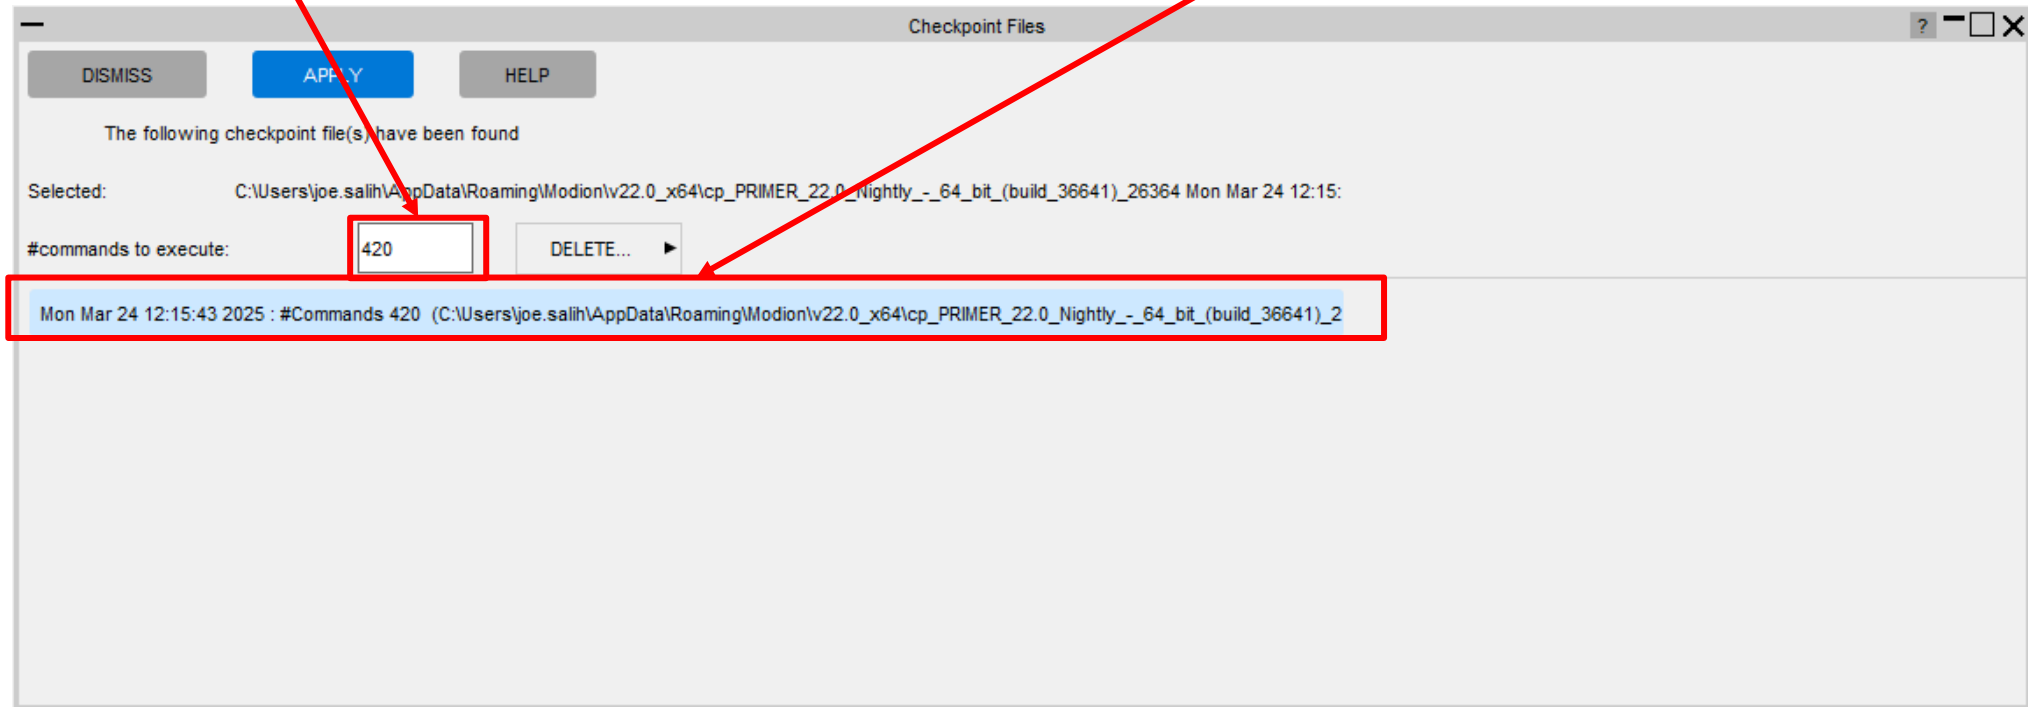 Checkpoint Files
?
DISMISS APPLY HELP
The following checkpoint file(s) have been found
Selected: C:\Users\joe.salih\AppData\Roaming\Modion\v22.0_x64\cp_PRIMER_22.0_Nightly_-_64_bit_(build_36641)_26364 Mon Mar 24 12:15:
#commands to execute: 420 DELETE...
Mon Mar 24 12:15:43 2025 : #Commands 420 (C:\Users\joe.salih\AppData\Roaming\Modion\v22.0_x64\cp_PRIMER_22.0_Nightly_-_64_bit_(build_36641)_2